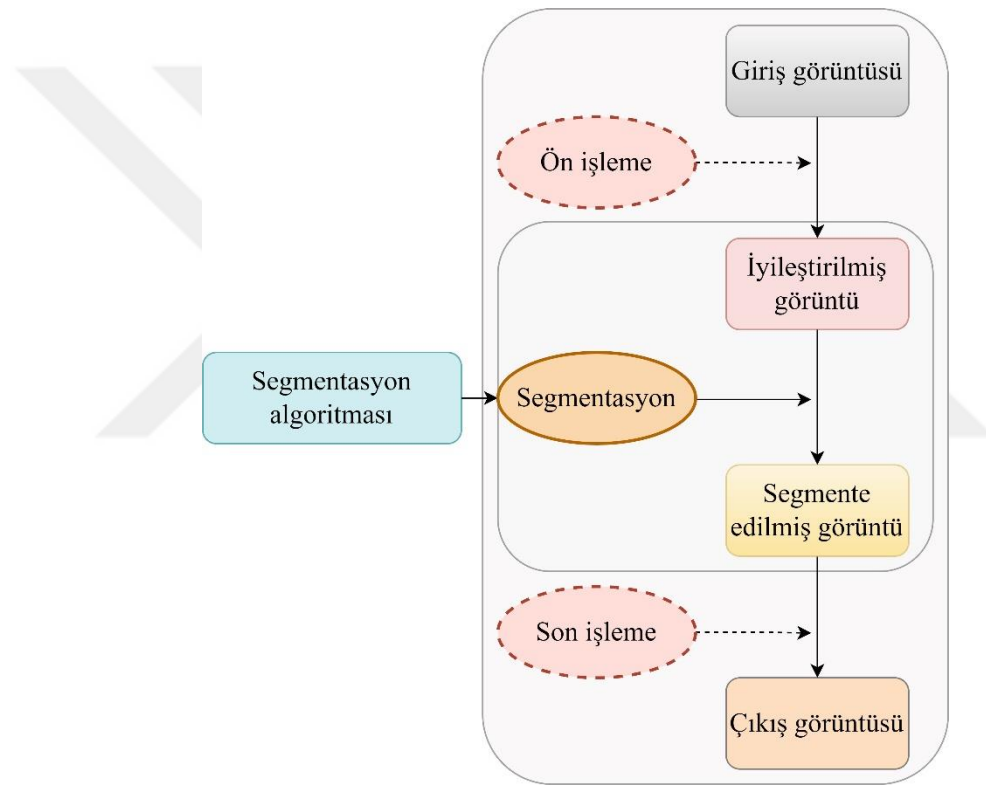 Giriş görüntüsü
Ön işleme
İyileştirilmiş
görüntü
Segmentasyon
algoritması
Segmentasyon
Segmente
edilmiş görüntü
Son işleme
Çıkış görüntüsü